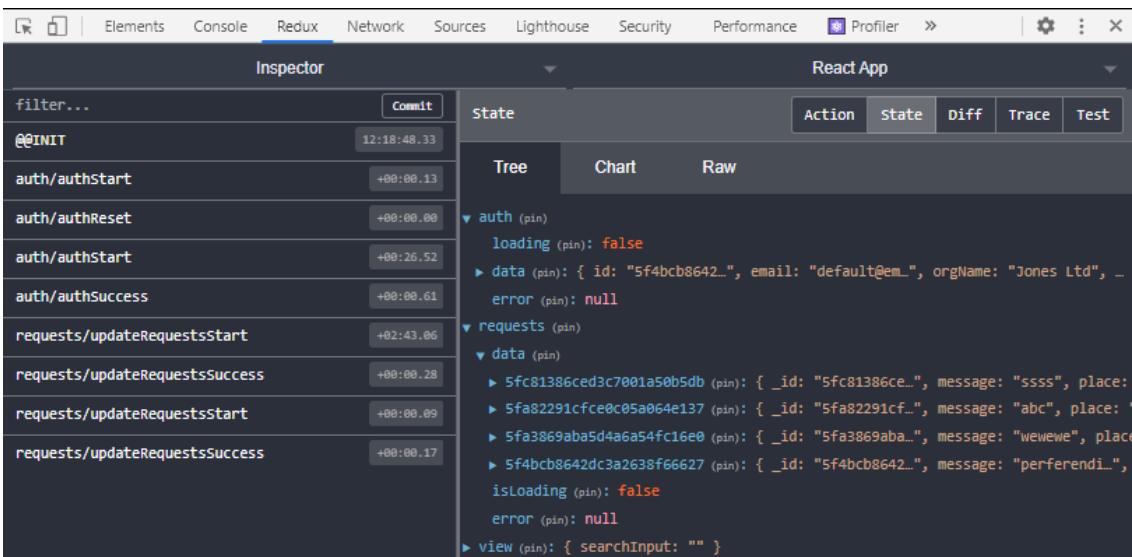 Elements Console Redux Network Sources Lighthouse Security Performance Profiler »
Inspector React App
filter... Commit
@@INIT 12:18:48.33
auth/authStart +00:00.13
auth/authReset +00:00.00
auth/authStart +00:26.52
auth/authSuccess +00:00.61
requests/updateRequestsStart +02:43.06
requests/updateRequestsSuccess +00:00.28
requests/updateRequestsStart +00:00.09
requests/updateRequestsSuccess +00:00.17
State Action State Diff Trace Test
Tree Chart Raw
auth (pin)
loading (pin): false
data (pin): { id: "5f4bcb8642…", email: "default@em…", orgName: "Jones Ltd", …
error (pin): null
requests (pin)
data (pin)
5fc81386ced3c7001a50b5db (pin): { _id: "5fc81386ce…", message: "ssss", place:
5fa82291cfce0c05a064e137 (pin): { _id: "5fa82291cf…", message: "abc", place: "
5fa3869aba5d4a6a54fc16e0 (pin): { _id: "5fa3869aba…", message: "wewewe", place
5f4bcb8642dc3a2638f66627 (pin): { _id: "5f4bcb8642…", message: "perferendi…",
isLoading (pin): false
error (pin): null
view (pin): { searchInput: "" }